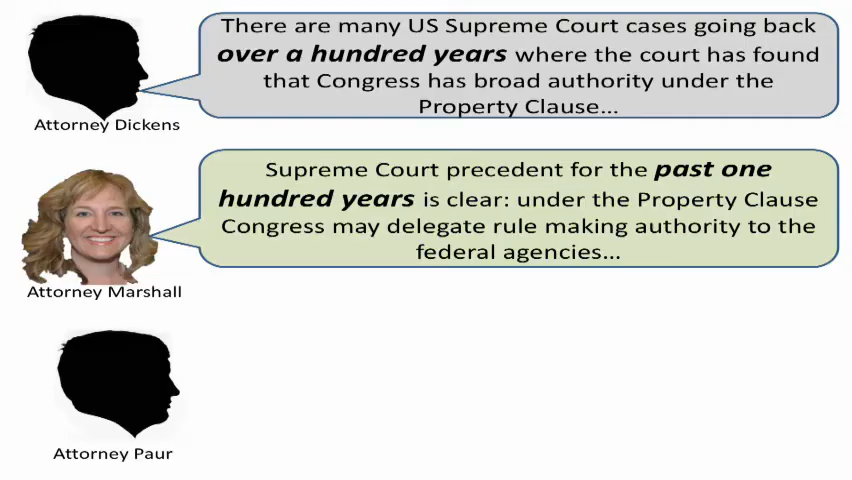 There are many US Supreme Court cases going back
over a hundred years where the court has found
that Congress has broad authority under the
Property Clause...
Attorney Dickens
Supreme Court precedent for the past one
hundred years is clear: under the Property Clause
Congress may delegate rule making authority to the
federal agencies...
Attorney Marshall
Attorney Paur